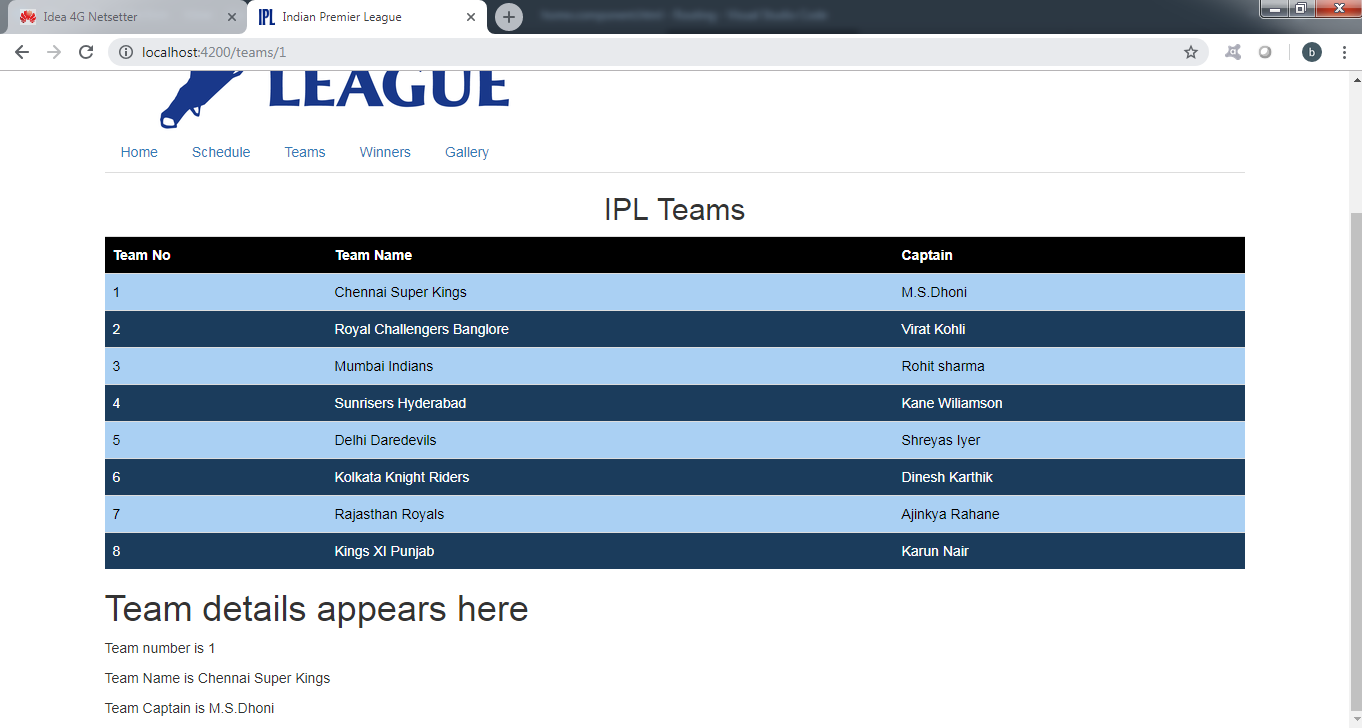 Idea 4G Netsetter
IPL Indian Premier League
localhost:4200/teams/1
b
LEAGUE
Home Schedule Teams Winners Gallery
IPL Teams
Team No Team Name Captain
1 Chennai Super Kings M.S.Dhoni
2 Royal Challengers Banglore Virat Kohli
3 Mumbai Indians Rohit sharma
4 Sunrisers Hyderabad Kane Wiliamson
5 Delhi Daredevils Shreyas Iyer
6 Kolkata Knight Riders Dinesh Karthik
7 Rajasthan Royals Ajinkya Rahane
8 Kings XI Punjab Karun Nair
Team details appears here
Team number is 1
Team Name is Chennai Super Kings
Team Captain is M.S.Dhoni